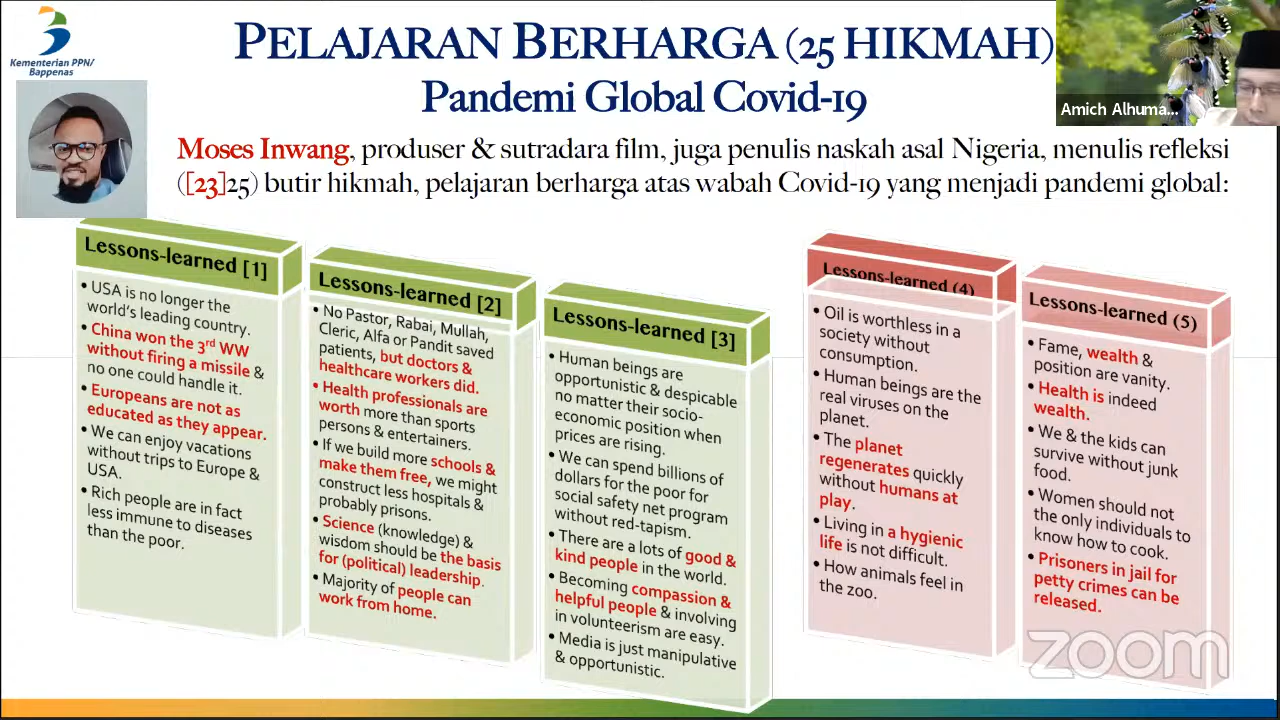 Kementerian PPN/
Bappenas
PELAJARAN BERHARGA (25 HIKMAH)
Pandemi Global Covid-19
Amich Alhuma...
Moses Inwang, produser & sutradara film, juga penulis naskah asal Nigeria, menulis refleksi
([23]25) butir hikmah, pelajaran berharga atas wabah Covid-19 yang menjadi pandemi global:
Lessons-learned [1]
• USA is no longer the
world's leading country.
• China won the 3rd WW
without firing a missile &
no one could handle it.
• Europeans are not as
educated as they appear.
• We can enjoy vacations
without trips to Europe &
USA.
• Rich people are in fact
less immune to diseases
than the poor.
Lessons-learned [2]
• No Pastor, Rabai, Mullah,
Cleric, Alfa or Pandit saved
patients, but doctors &
healthcare workers did.
• Health professionals are
worth more than sports
persons & entertainers.
• If we build more schools &
make them free, we might
construct less hospitals &
probably prisons.
• Science (knowledge) &
wisdom should be the basis
for (political) leadership.
• Majority of people can
work from home.
Lessons-learned [3]
• Human beings are
opportunistic & despicable
no matter their socio-
economic position when
prices are rising.
• We can spend billions of
dollars for the poor for
social safety net program
without red-tapism.
• There are a lots of good &
kind people in the world.
• Becoming compassion &
helpful people & involving
in volunteerism are easy.
• Media is just manipulative
& opportunistic.
Lessons-learned (4)
• Oil is worthless in a
society without
consumption.
• Human beings are the
real viruses on the
planet.
• The planet
regenerates quickly
without humans at
play.
• Living in a hygienic
life is not difficult.
• How animals feel in
the zoo.
Lessons-learned (5)
• Fame, wealth &
position are vanity.
• Health is indeed
wealth.
• We & the kids can
survive without junk
food.
• Women should not
the only individuals to
know how to cook.
• Prisoners in jail for
petty crimes can be
released.
zoom